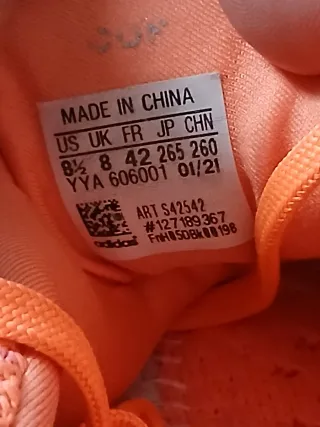 MADE IN CHINA
US UK FR JP CHN
8½ 8 42 265 260
YYA 606001 01/21
ART S42542
#127189367
adidas